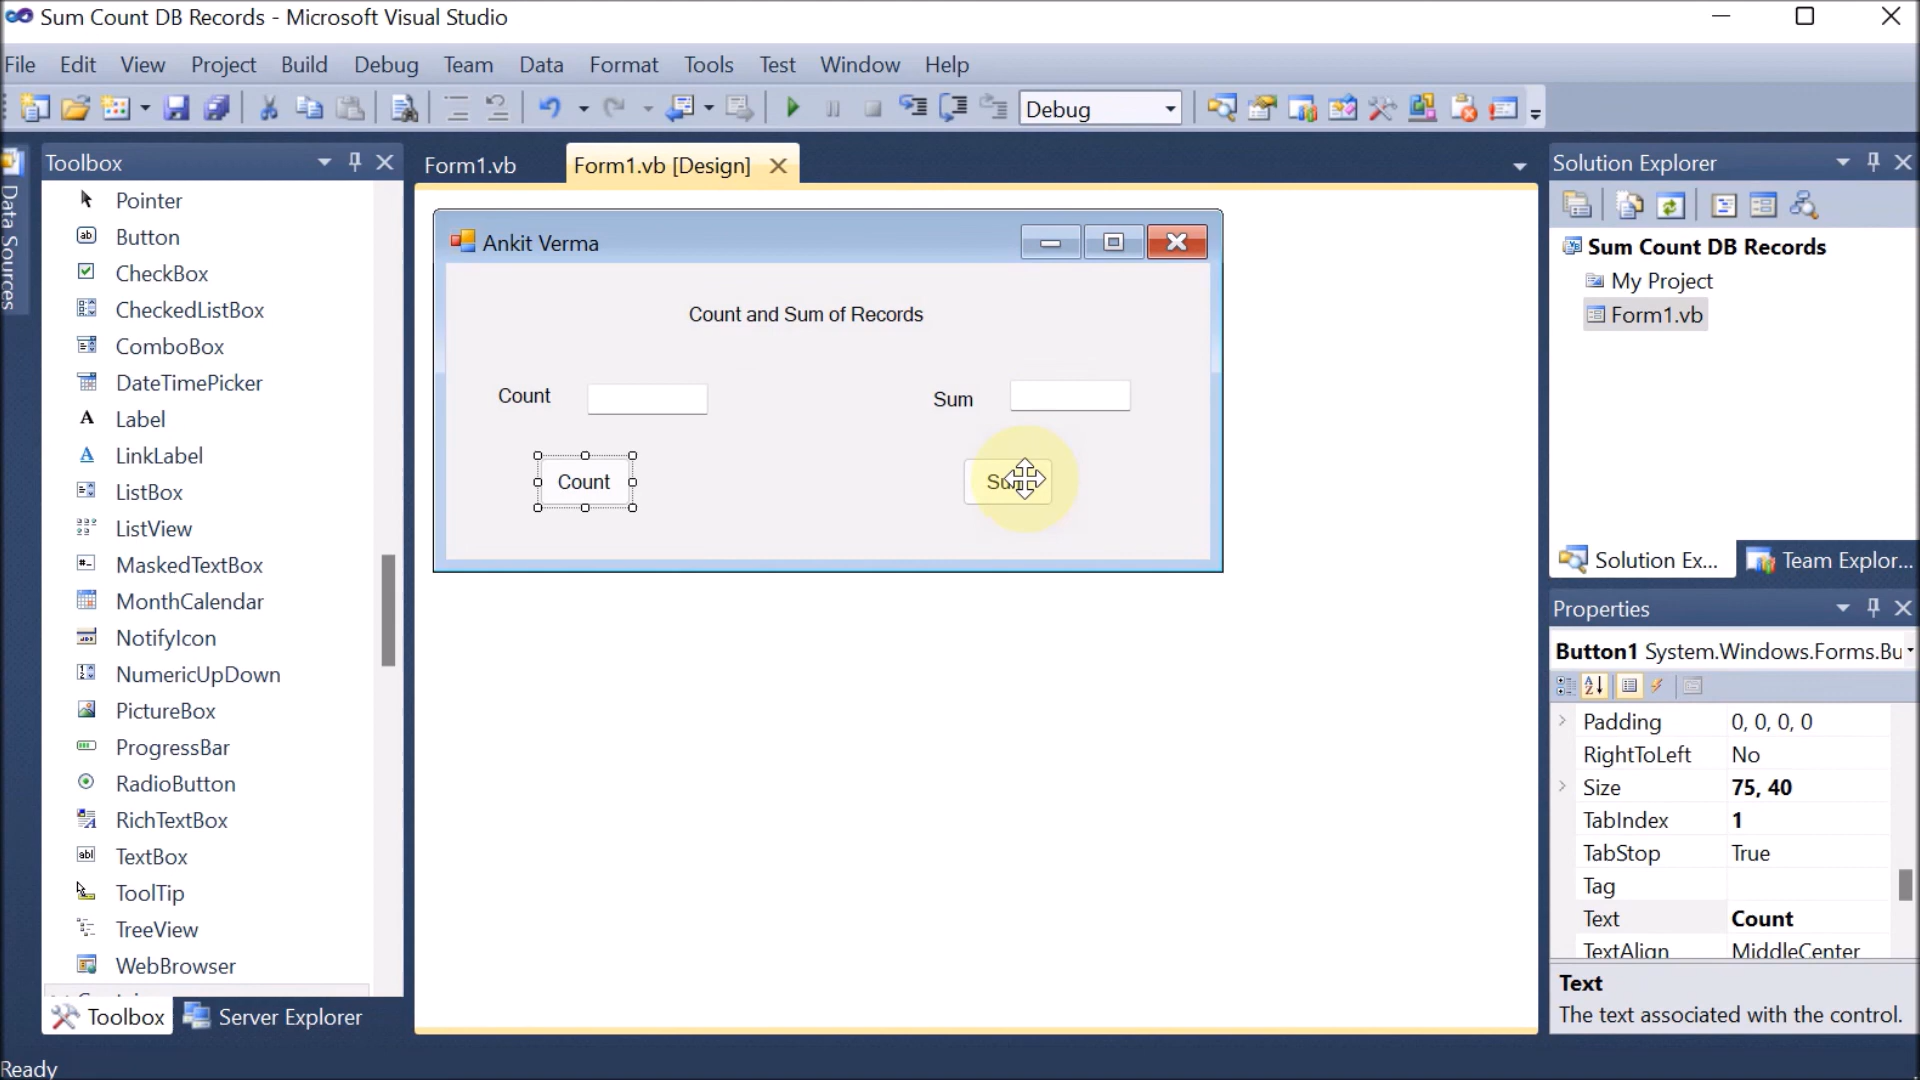 Sum Count DB Records - Microsoft Visual Studio
File Edit View Project Build Debug Team Data Format Tools Test Window Help
Debug
Data Sources
Toolbox
Pointer
Button
CheckBox
CheckedListBox
ComboBox
DateTimePicker
Label
LinkLabel
ListBox
ListView
MaskedTextBox
MonthCalendar
NotifyIcon
NumericUpDown
PictureBox
ProgressBar
RadioButton
RichTextBox
TextBox
ToolTip
TreeView
WebBrowser
Toolbox Server Explorer
Form1.vb Form1.vb [Design]
Ankit Verma
Count and Sum of Records
Count Sum
Count Sum
Solution Explorer
Sum Count DB Records
My Project
Form1.vb
Solution Ex... Team Explor...
Properties
Button1 System.Windows.Forms.Bu
Padding 0, 0, 0, 0
RightToLeft No
Size 75, 40
TabIndex 1
TabStop True
Tag
Text Count
TextAlign MiddleCenter
Text
The text associated with the control.
Ready